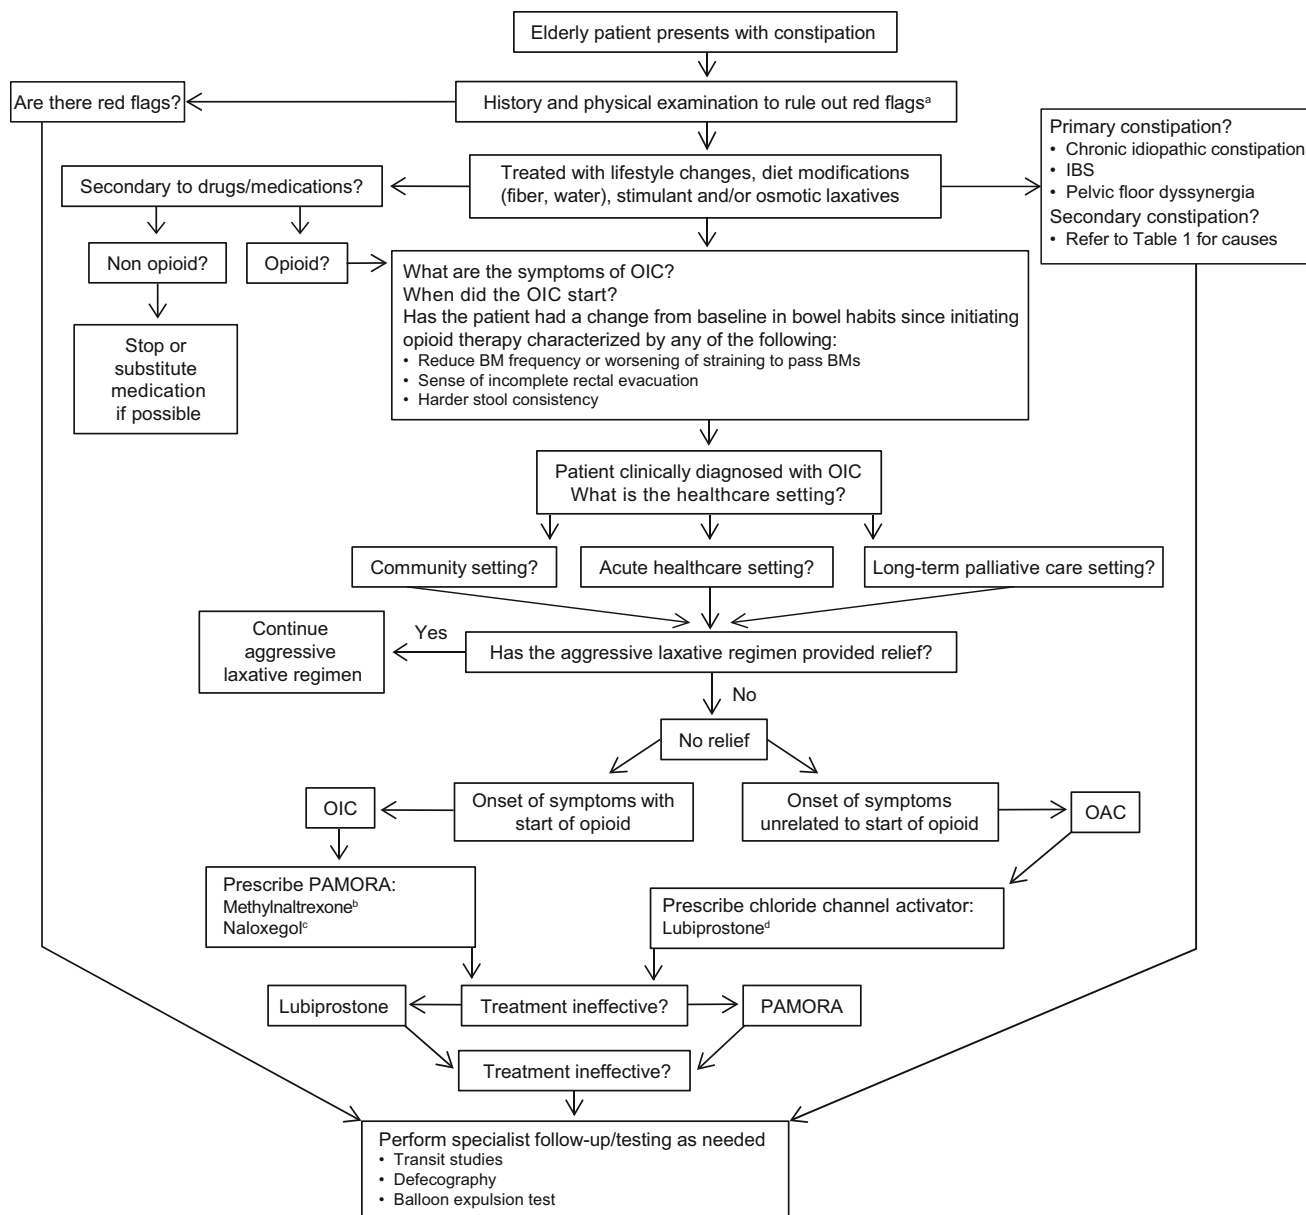 Elderly patient presents with constipation
Are there red flags?
History and physical examination to rule out red flagsᵃ
Primary constipation?
• Chronic idiopathic constipation
• IBS
• Pelvic floor dyssynergia
Secondary constipation?
• Refer to Table 1 for causes
Secondary to drugs/medications?
Treated with lifestyle changes, diet modifications
(fiber, water), stimulant and/or osmotic laxatives
Non opioid?
Opioid?
Stop or
substitute
medication
if possible
What are the symptoms of OIC?
When did the OIC start?
Has the patient had a change from baseline in bowel habits since initiating
opioid therapy characterized by any of the following:
• Reduce BM frequency or worsening of straining to pass BMs
• Sense of incomplete rectal evacuation
• Harder stool consistency
Patient clinically diagnosed with OIC
What is the healthcare setting?
Community setting?
Acute healthcare setting?
Long-term palliative care setting?
Continue
aggressive
laxative regimen
Yes
Has the aggressive laxative regimen provided relief?
No
No relief
OIC
Onset of symptoms with
start of opioid
Onset of symptoms
unrelated to start of opioid
OAC
Prescribe PAMORA:
Methylnaltrexoneᵇ
Naloxegolᶜ
Prescribe chloride channel activator:
Lubiprostoneᵈ
Lubiprostone
Treatment ineffective?
PAMORA
Treatment ineffective?
Perform specialist follow-up/testing as needed
• Transit studies
• Defecography
• Balloon expulsion test